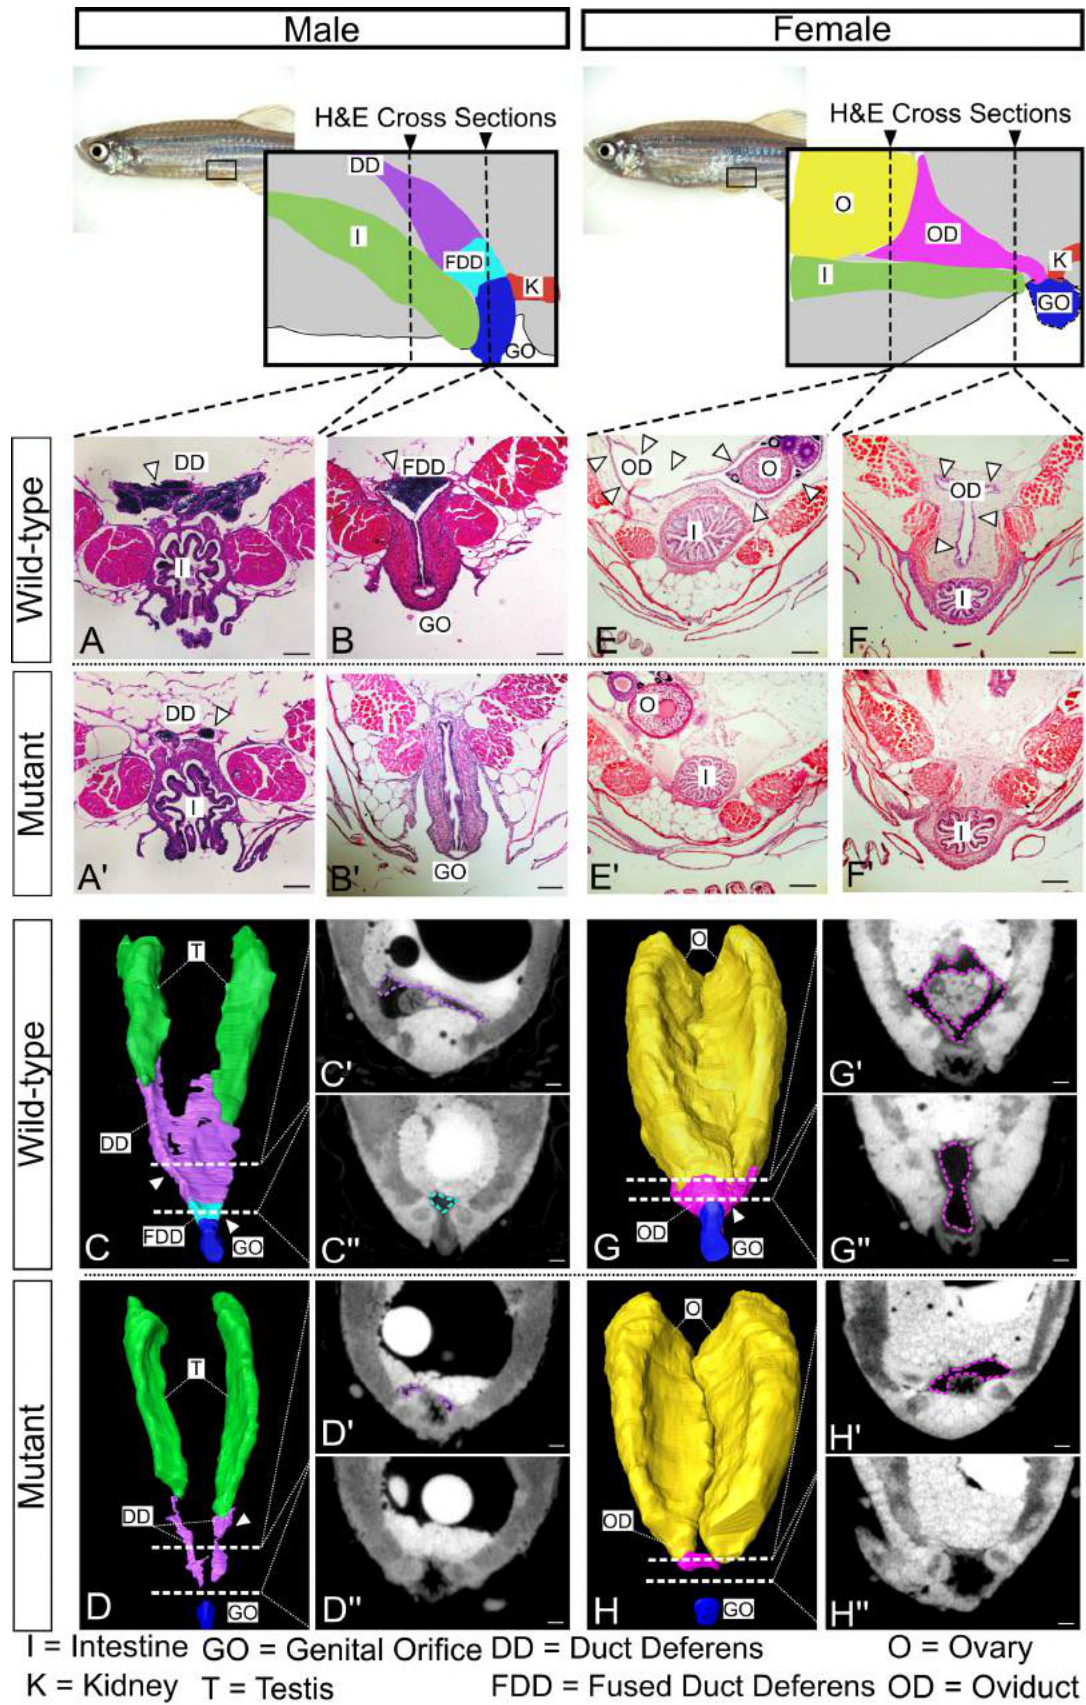 Male
Female
H&E Cross Sections
H&E Cross Sections
DD
I
FDD
K
GO
O
OD
I
K
GO
Wild-type
DD
I
A
FDD
GO
B
OD
O
I
E
OD
I
F
Mutant
DD
I
A'
GO
B'
O
I
E'
I
F'
Wild-type
T
DD
FDD
GO
C
C'
C"
O
OD
GO
G
G'
G"
Mutant
T
DD
GO
D
D'
D"
O
OD
GO
H
H'
H"
I = Intestine GO = Genital Orifice DD = Duct Deferens O = Ovary
K = Kidney T = Testis FDD = Fused Duct Deferens OD = Oviduct